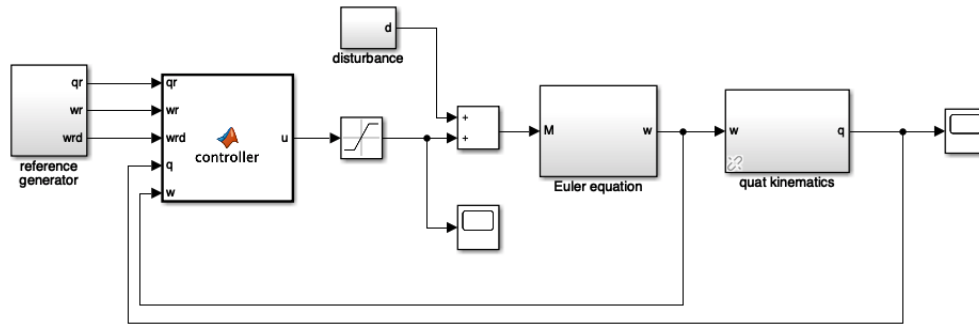 d
disturbance
qr
wr
wrd
reference
generator
qr
wr
wrd
q
w
controller
u
+
+
M
w
Euler equation
w
q
quat kinematics